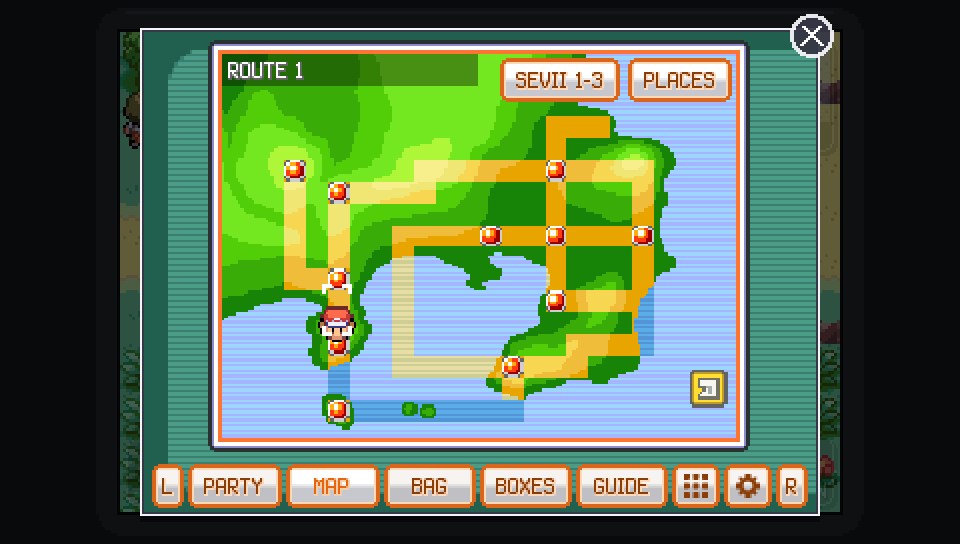 ROUTE 1
SEVII 1-3
PLACES
L
PARTY
MAP
BAG
BOXES
GUIDE
R